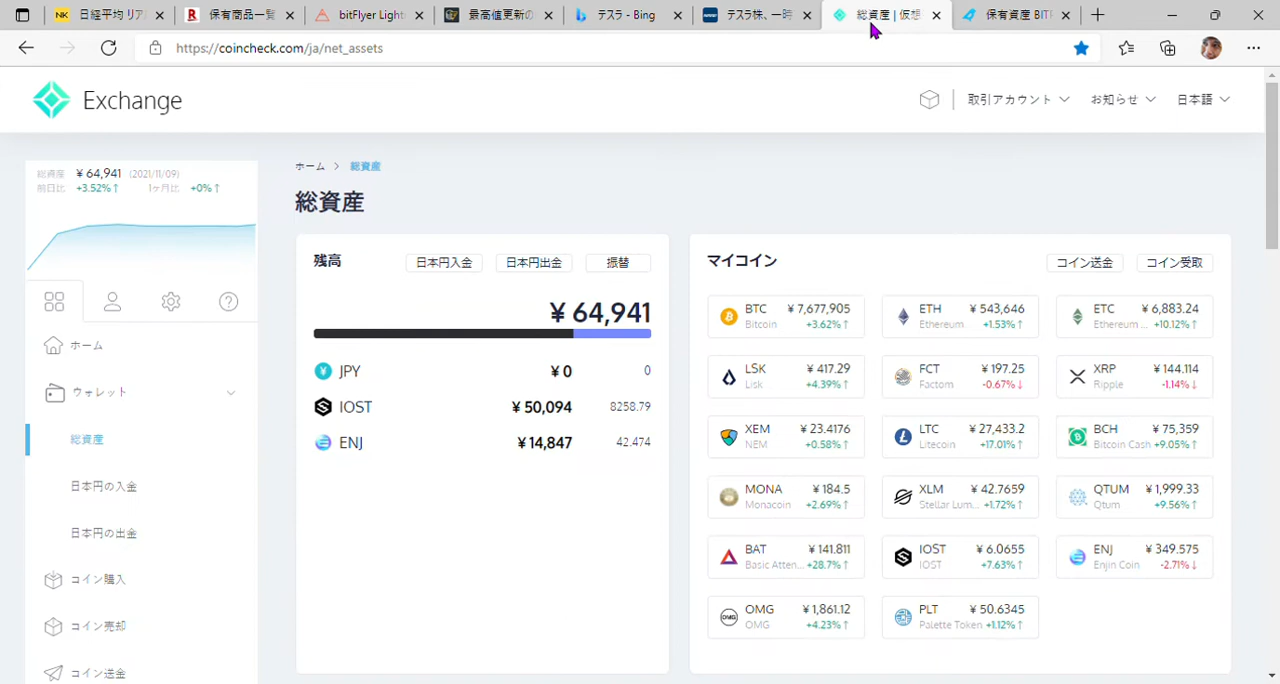 日経平均 リア
保有商品一覧
bitFlyer Light
最高値更新の
テスラ - Bing
テスラ株、一時
総資産 | 仮想
保有資産 BITP
https://coincheck.com/ja/net_assets
Exchange
取引アカウント
お知らせ
日本語
総資産 ¥ 64,941 (2021/11/09)
前日比 +3.52%↑ 1ヶ月比 +0%↑
ホーム
ウォレット
総資産
日本円の入金
日本円の出金
コイン購入
コイン売却
コイン送金
ホーム > 総資産
総資産
残高
日本円入金
日本円出金
振替
¥ 64,941
JPY ¥ 0 0
IOST ¥ 50,094 8258.79
ENJ ¥ 14,847 42.474
マイコイン
コイン送金
コイン受取
BTC ¥ 7,677,905
Bitcoin +3.62%↑
ETH ¥ 543,646
Ethereum +1.53%↑
ETC ¥ 6,883.24
Ethereum ... +10.12%↑
LSK ¥ 417.29
Lisk +4.39%↑
FCT ¥ 197.25
Factom -0.67%↓
XRP ¥ 144.114
Ripple -1.14%↓
XEM ¥ 23.4176
NEM +0.58%↑
LTC ¥ 27,433.2
Litecoin +17.01%↑
BCH ¥ 75,359
Bitcoin Cash +9.05%↑
MONA ¥ 184.5
Monacoin +2.69%↑
XLM ¥ 42.7659
Stellar Lum... +1.72%↑
QTUM ¥ 1,999.33
Qtum +9.56%↑
BAT ¥ 141.811
Basic Atten... +28.7%↑
IOST ¥ 6.0655
IOST +7.63%↑
ENJ ¥ 349.575
Enjin Coin -2.71%↓
OMG ¥ 1,861.12
OMG +4.23%↑
PLT ¥ 50.6345
Palette Token +1.12%↑